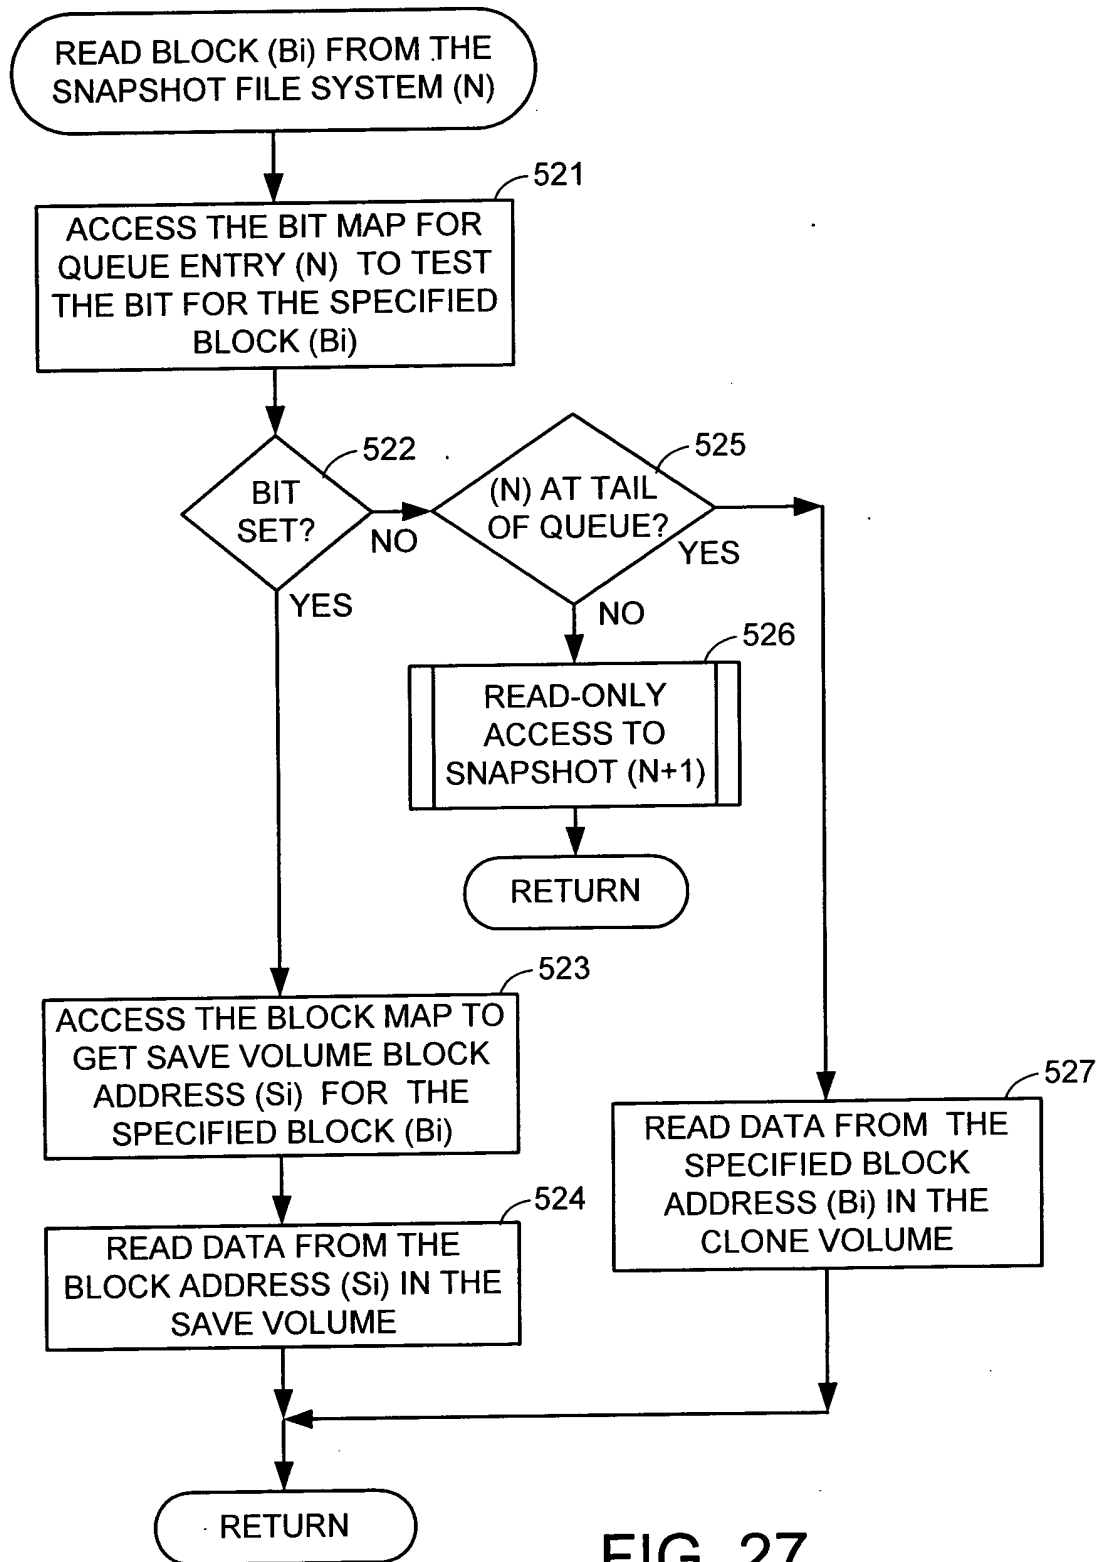 READ BLOCK (Bi) FROM THE
SNAPSHOT FILE SYSTEM (N)
521
ACCESS THE BIT MAP FOR
QUEUE ENTRY (N) TO TEST
THE BIT FOR THE SPECIFIED
BLOCK (Bi)
522
BIT
SET?
NO
YES
525
(N) AT TAIL
OF QUEUE?
YES
NO
526
READ-ONLY
ACCESS TO
SNAPSHOT (N+1)
RETURN
523
ACCESS THE BLOCK MAP TO
GET SAVE VOLUME BLOCK
ADDRESS (Si) FOR THE
SPECIFIED BLOCK (Bi)
527
READ DATA FROM THE
SPECIFIED BLOCK
ADDRESS (Bi) IN THE
CLONE VOLUME
524
READ DATA FROM THE
BLOCK ADDRESS (Si) IN THE
SAVE VOLUME
RETURN
FIG. 27